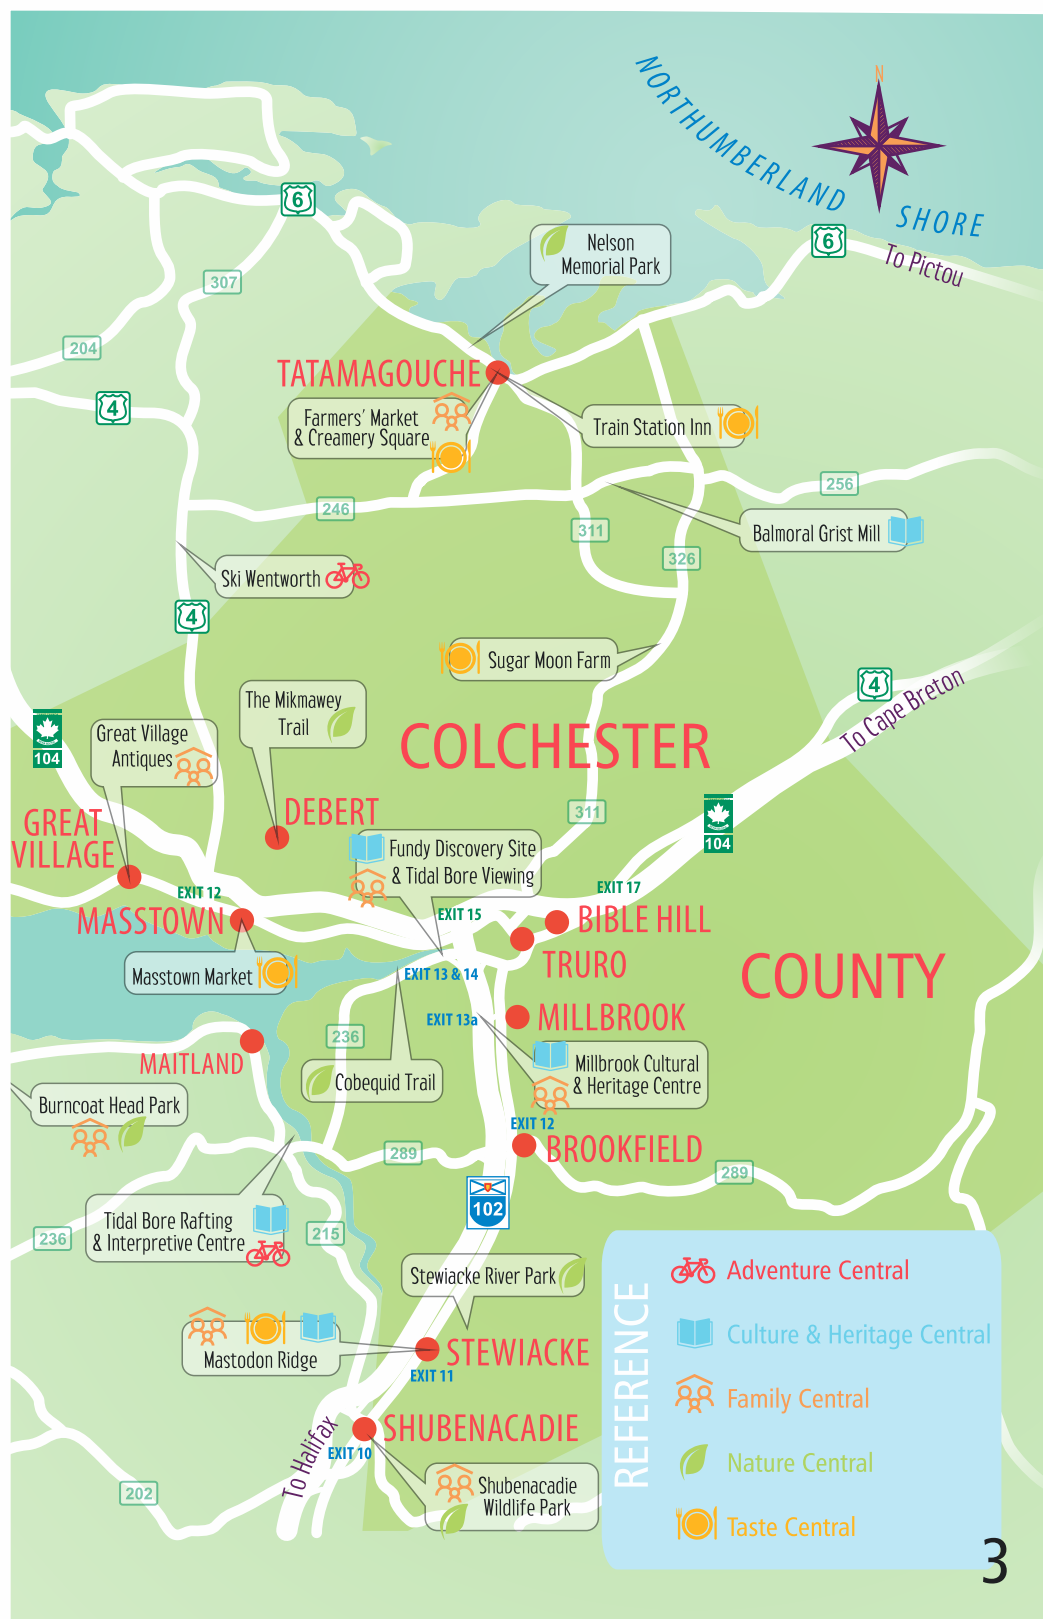 N
NORTHUMBERLAND
SHORE
6
6
To Pictou
Nelson
Memorial Park
307
204
4
TATAMAGOUCHE
Farmers' Market
& Creamery Square
Train Station Inn
256
246
311
Balmoral Grist Mill
326
Ski Wentworth
4
Sugar Moon Farm
4
To Cape Breton
The Mikmawey
Trail
104
Great Village
Antiques
COLCHESTER
DEBERT
311
104
GREAT
VILLAGE
Fundy Discovery Site
& Tidal Bore Viewing
EXIT 12
EXIT 17
EXIT 15
MASSTOWN
BIBLE HILL
TRURO
COUNTY
Masstown Market
EXIT 13 & 14
EXIT 13a
MILLBROOK
236
MAITLAND
Cobequid Trail
Millbrook Cultural
& Heritage Centre
Burncoat Head Park
EXIT 12
BROOKFIELD
289
289
102
Tidal Bore Rafting
& Interpretive Centre
236
215
Stewiacke River Park
Mastodon Ridge
STEWIACKE
EXIT 11
SHUBENACADIE
EXIT 10
To Halifax
202
Shubenacadie
Wildlife Park
REFERENCE
Adventure Central
Culture & Heritage Central
Family Central
Nature Central
Taste Central
3